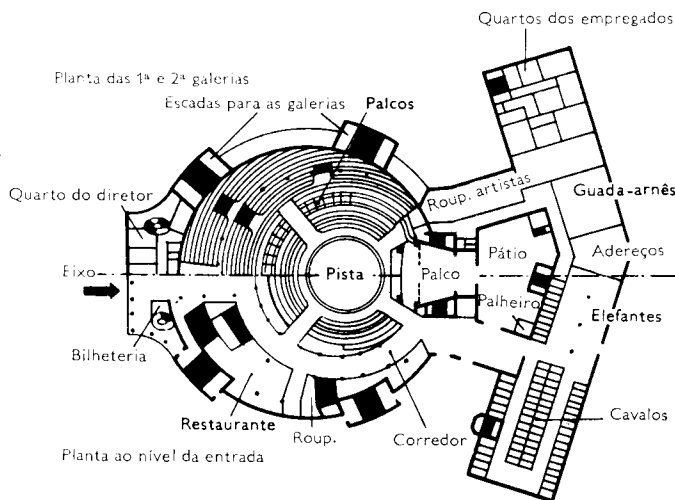 Quartos dos empregados
Planta das 1ª e 2ª galerias
Escadas para as galerias
Palcos
Quarto do diretor
Roup. artistas
Guada-arnês
Pátio
Adereços
Eixo
Pista
Palco
Palheiro
Elefantes
Bilheteria
Restaurante
Roup.
Corredor
Cavalos
Planta ao nível da entrada